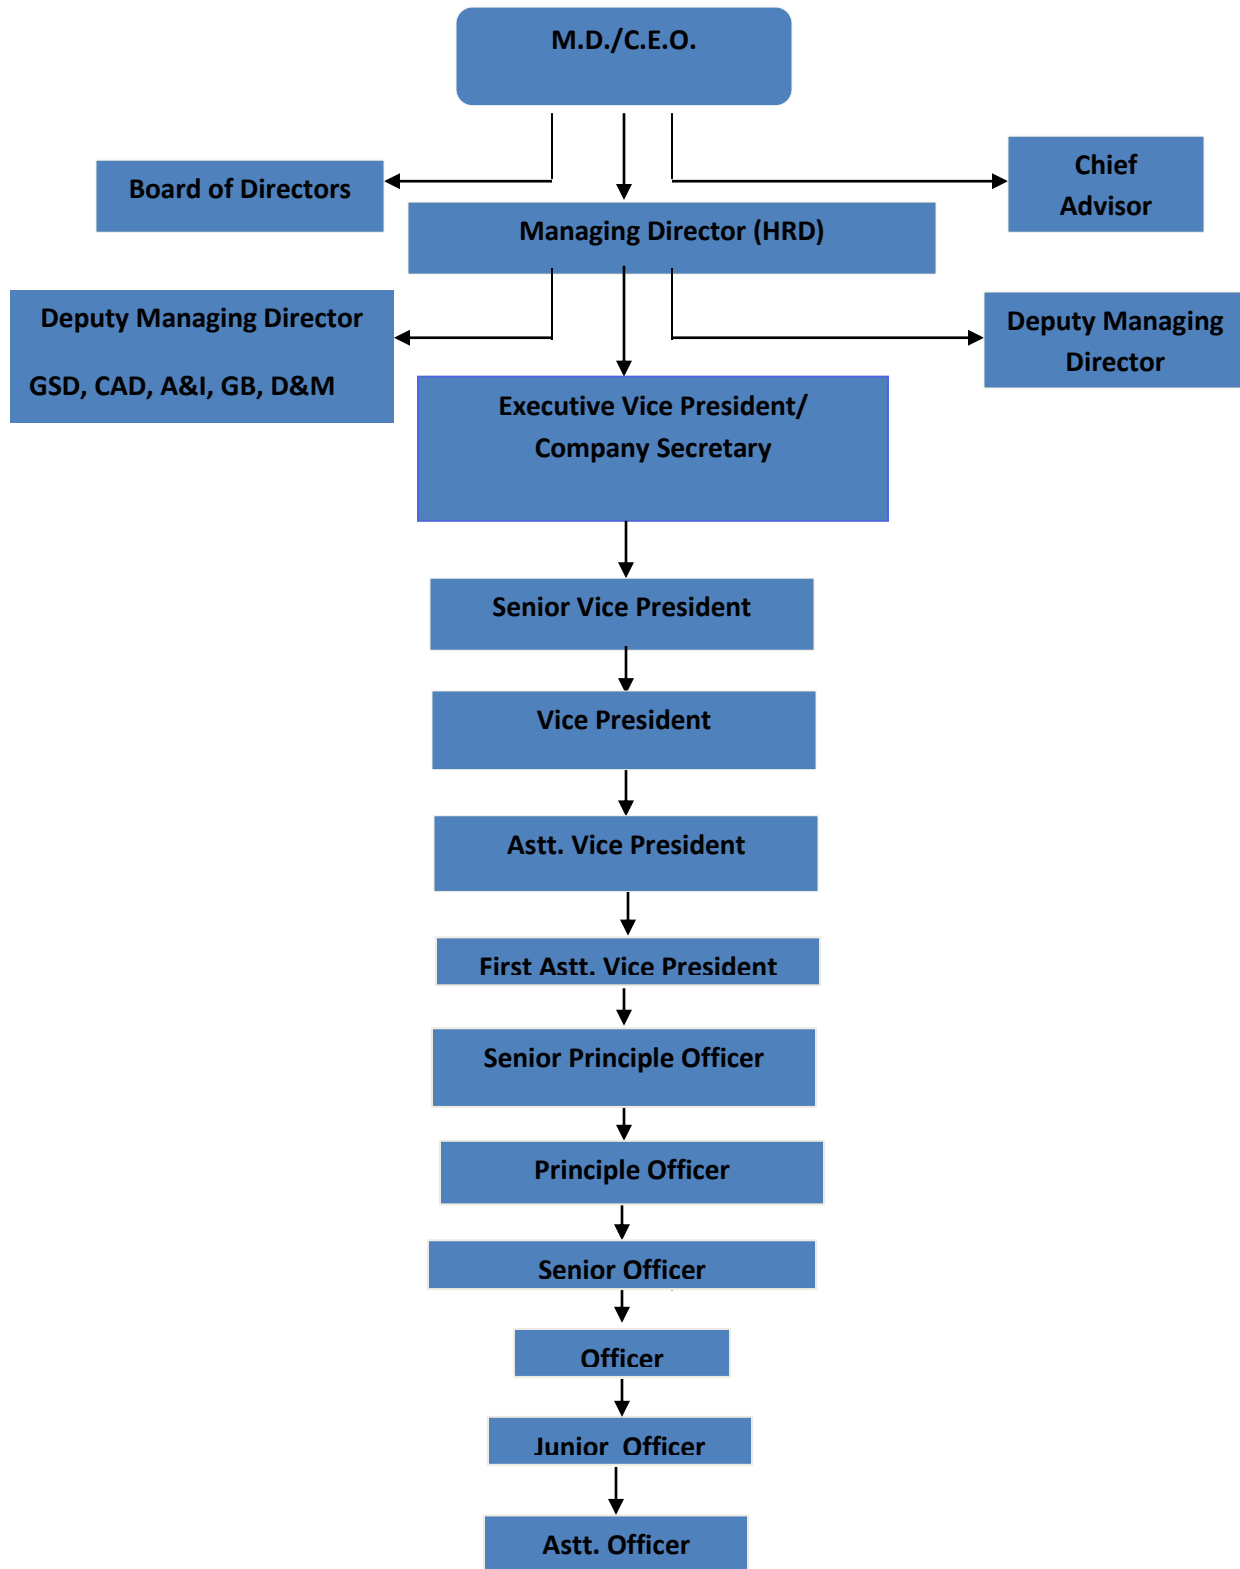 M.D./C.E.O.
Board of Directors
Chief
Advisor
Managing Director (HRD)
Deputy Managing Director
GSD, CAD, A&I, GB, D&M
Deputy Managing
Director
Executive Vice President/
Company Secretary
Senior Vice President
Vice President
Astt. Vice President
First Astt. Vice President
Senior Principle Officer
Principle Officer
Senior Officer
Officer
Junior  Officer
Astt. Officer